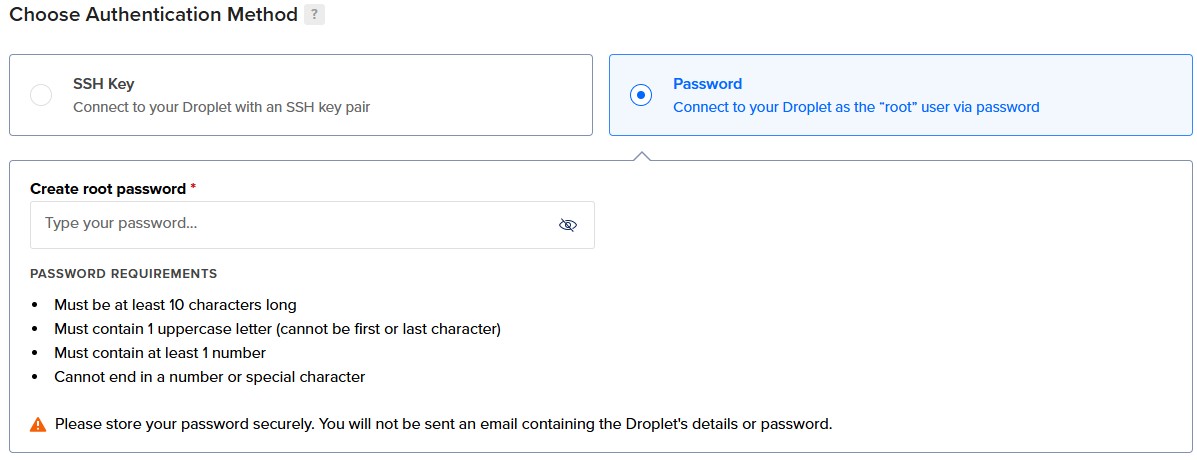 Choose Authentication Method ?
SSH Key
Connect to your Droplet with an SSH key pair
Password
Connect to your Droplet as the "root" user via password
Create root password *
Type your password...
PASSWORD REQUIREMENTS
• Must be at least 10 characters long
• Must contain 1 uppercase letter (cannot be first or last character)
• Must contain at least 1 number
• Cannot end in a number or special character
Please store your password securely. You will not be sent an email containing the Droplet's details or password.